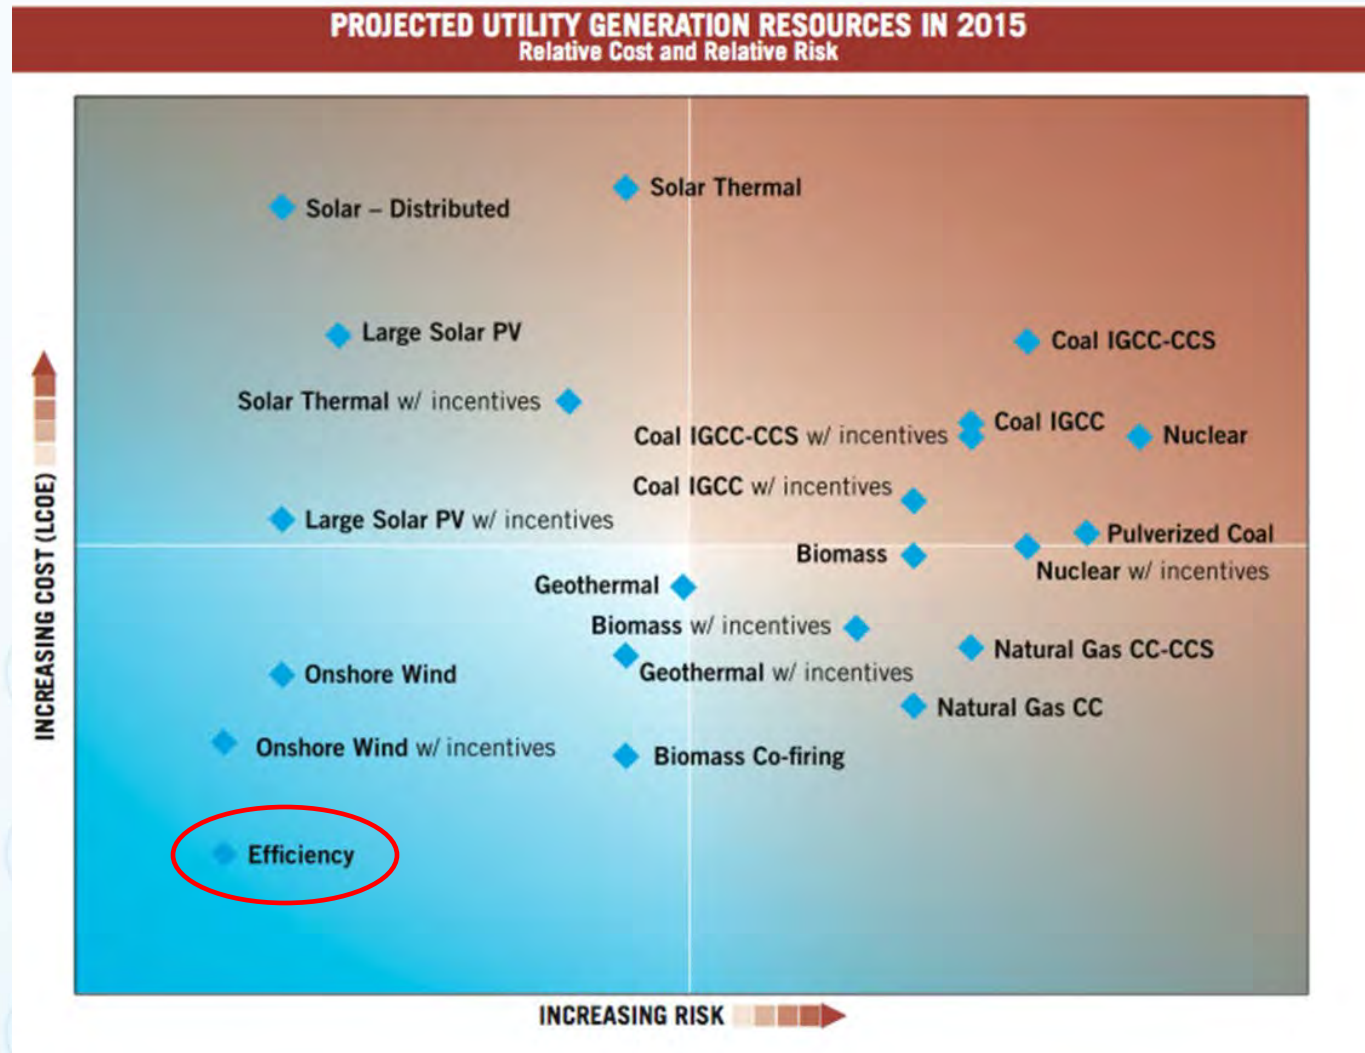 PROJECTED UTILITY GENERATION RESOURCES IN 2015
Relative Cost and Relative Risk
Solar Thermal
Solar – Distributed
Large Solar PV
Coal IGCC-CCS
Solar Thermal w/ incentives
Coal IGCC
Coal IGCC-CCS w/ incentives
Nuclear
Coal IGCC w/ incentives
Large Solar PV w/ incentives
Pulverized Coal
Biomass
Nuclear w/ incentives
Geothermal
Biomass w/ incentives
Natural Gas CC-CCS
Geothermal w/ incentives
Onshore Wind
Natural Gas CC
Onshore Wind w/ incentives
Biomass Co-firing
Efficiency
INCREASING COST (LCOE)
INCREASING RISK